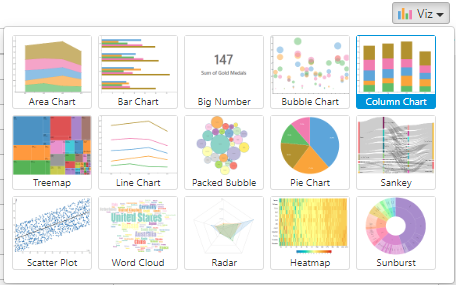 Viz
Area Chart
Bar Chart
147
Sum of Gold Medals
Big Number
Bubble Chart
Column Chart
Treemap
Line Chart
Packed Bubble
Pie Chart
Sankey
Scatter Plot
United States
Word Cloud
Radar
Heatmap
Sunburst